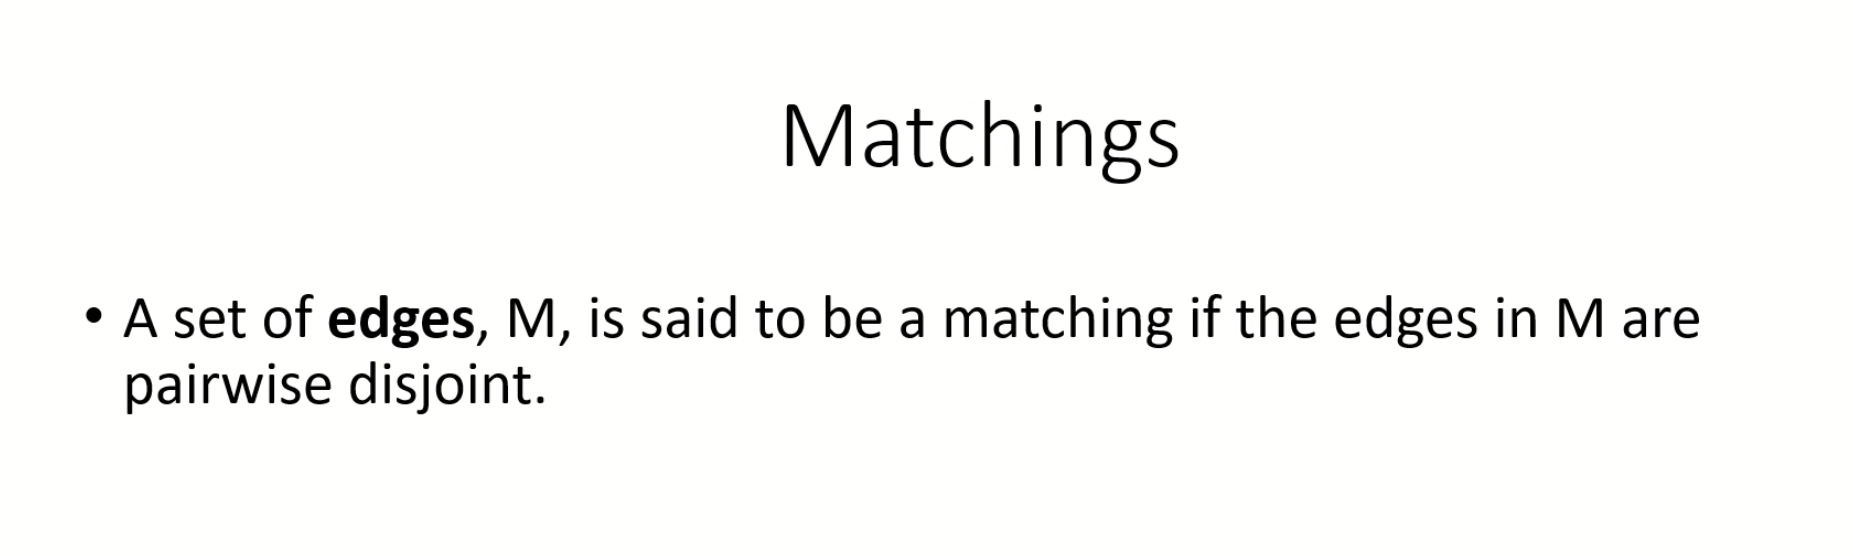 Matchings
• A set of edges, M, is said to be a matching if the edges in M are
pairwise disjoint.